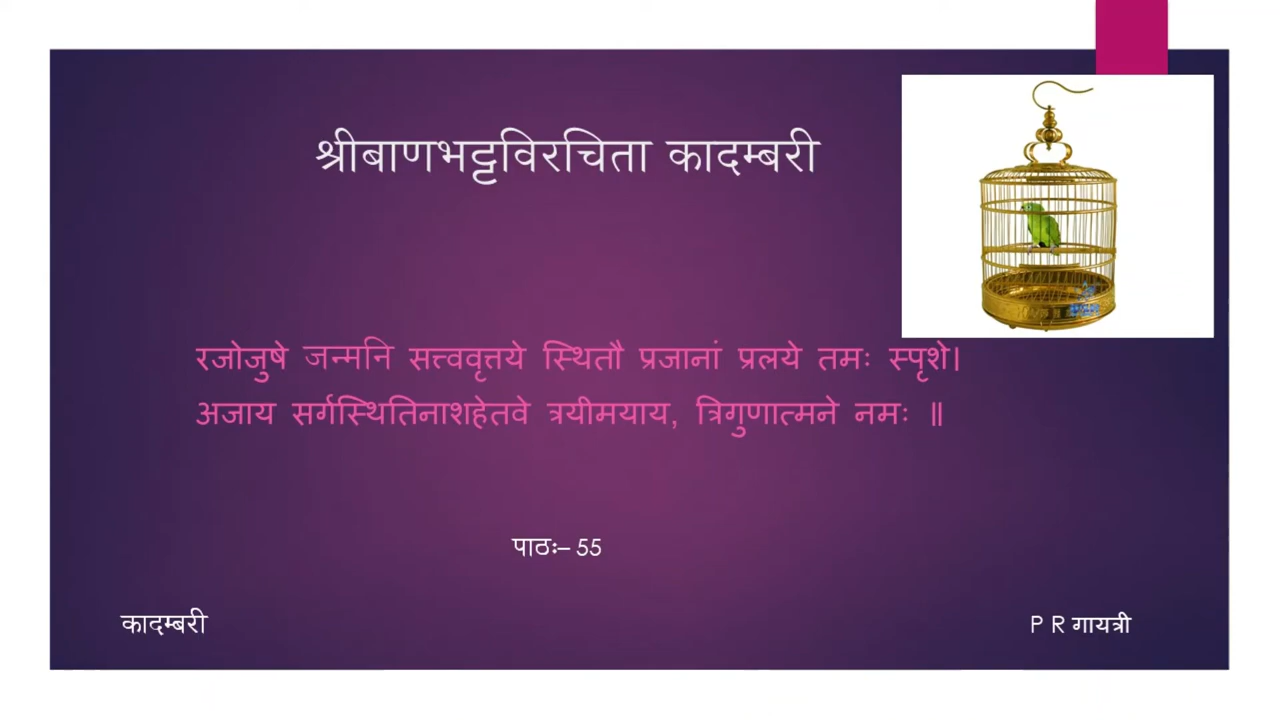 श्रीबाणभट्टविरचिता कादम्बरी
रजोजुषे जन्मनि सत्त्ववृत्तये स्थितौ प्रजानां प्रलये तमः स्पृशे।
अजाय सर्गस्थितिनाशहेतवे त्रयीमयाय, त्रिगुणात्मने नमः ॥
पाठः– 55
कादम्बरी
P R गायत्री